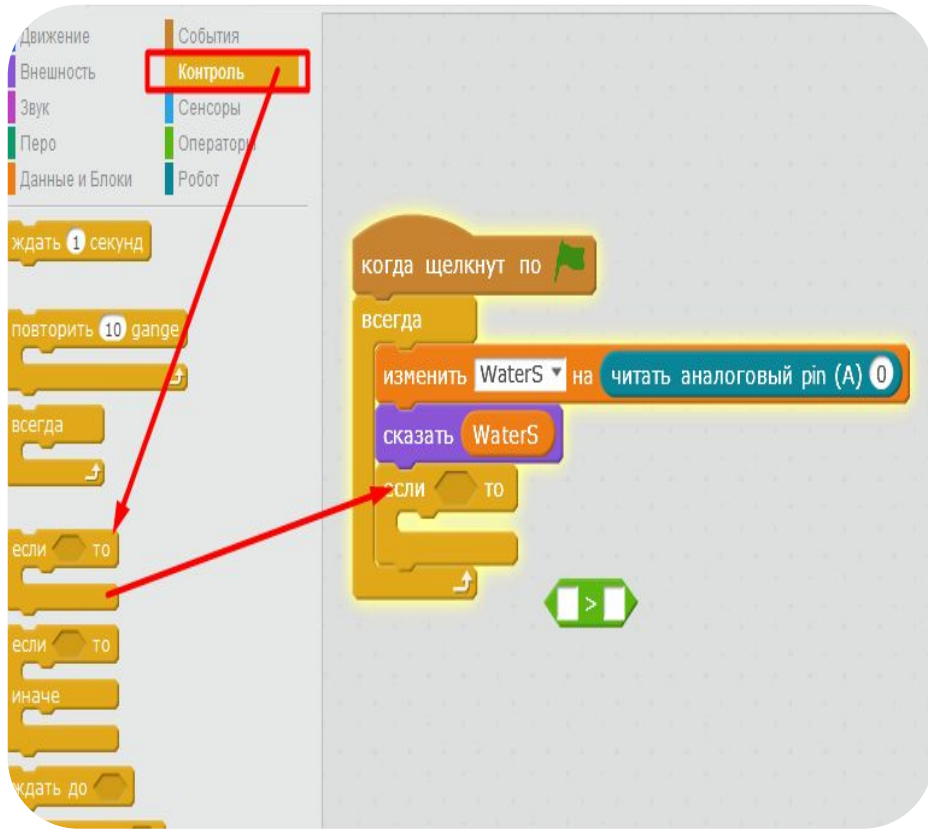 Движение События
Внешность Контроль
Звук Сенсоры
Перо Операторы
Данные и Блоки Робот
ждать 1 секунд
повторить 10 gange
всегда
если то
если то
иначе
ждать до
когда щелкнут по
всегда
изменить WaterS на читать аналоговый pin (A) 0
сказать WaterS
если то
>